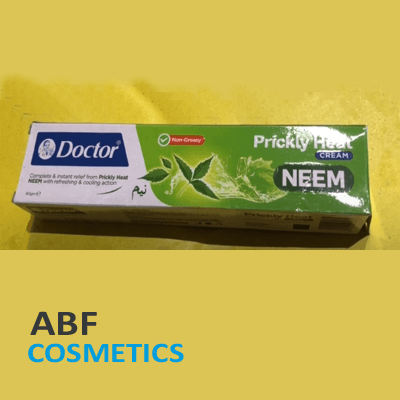 Doctor®
Non-Greasy
Prickly Heat
CREAM
NEEM
Complete & instant relief from Prickly Heat
NEEM with refreshing & cooling action
نیم
ABF
COSMETICS